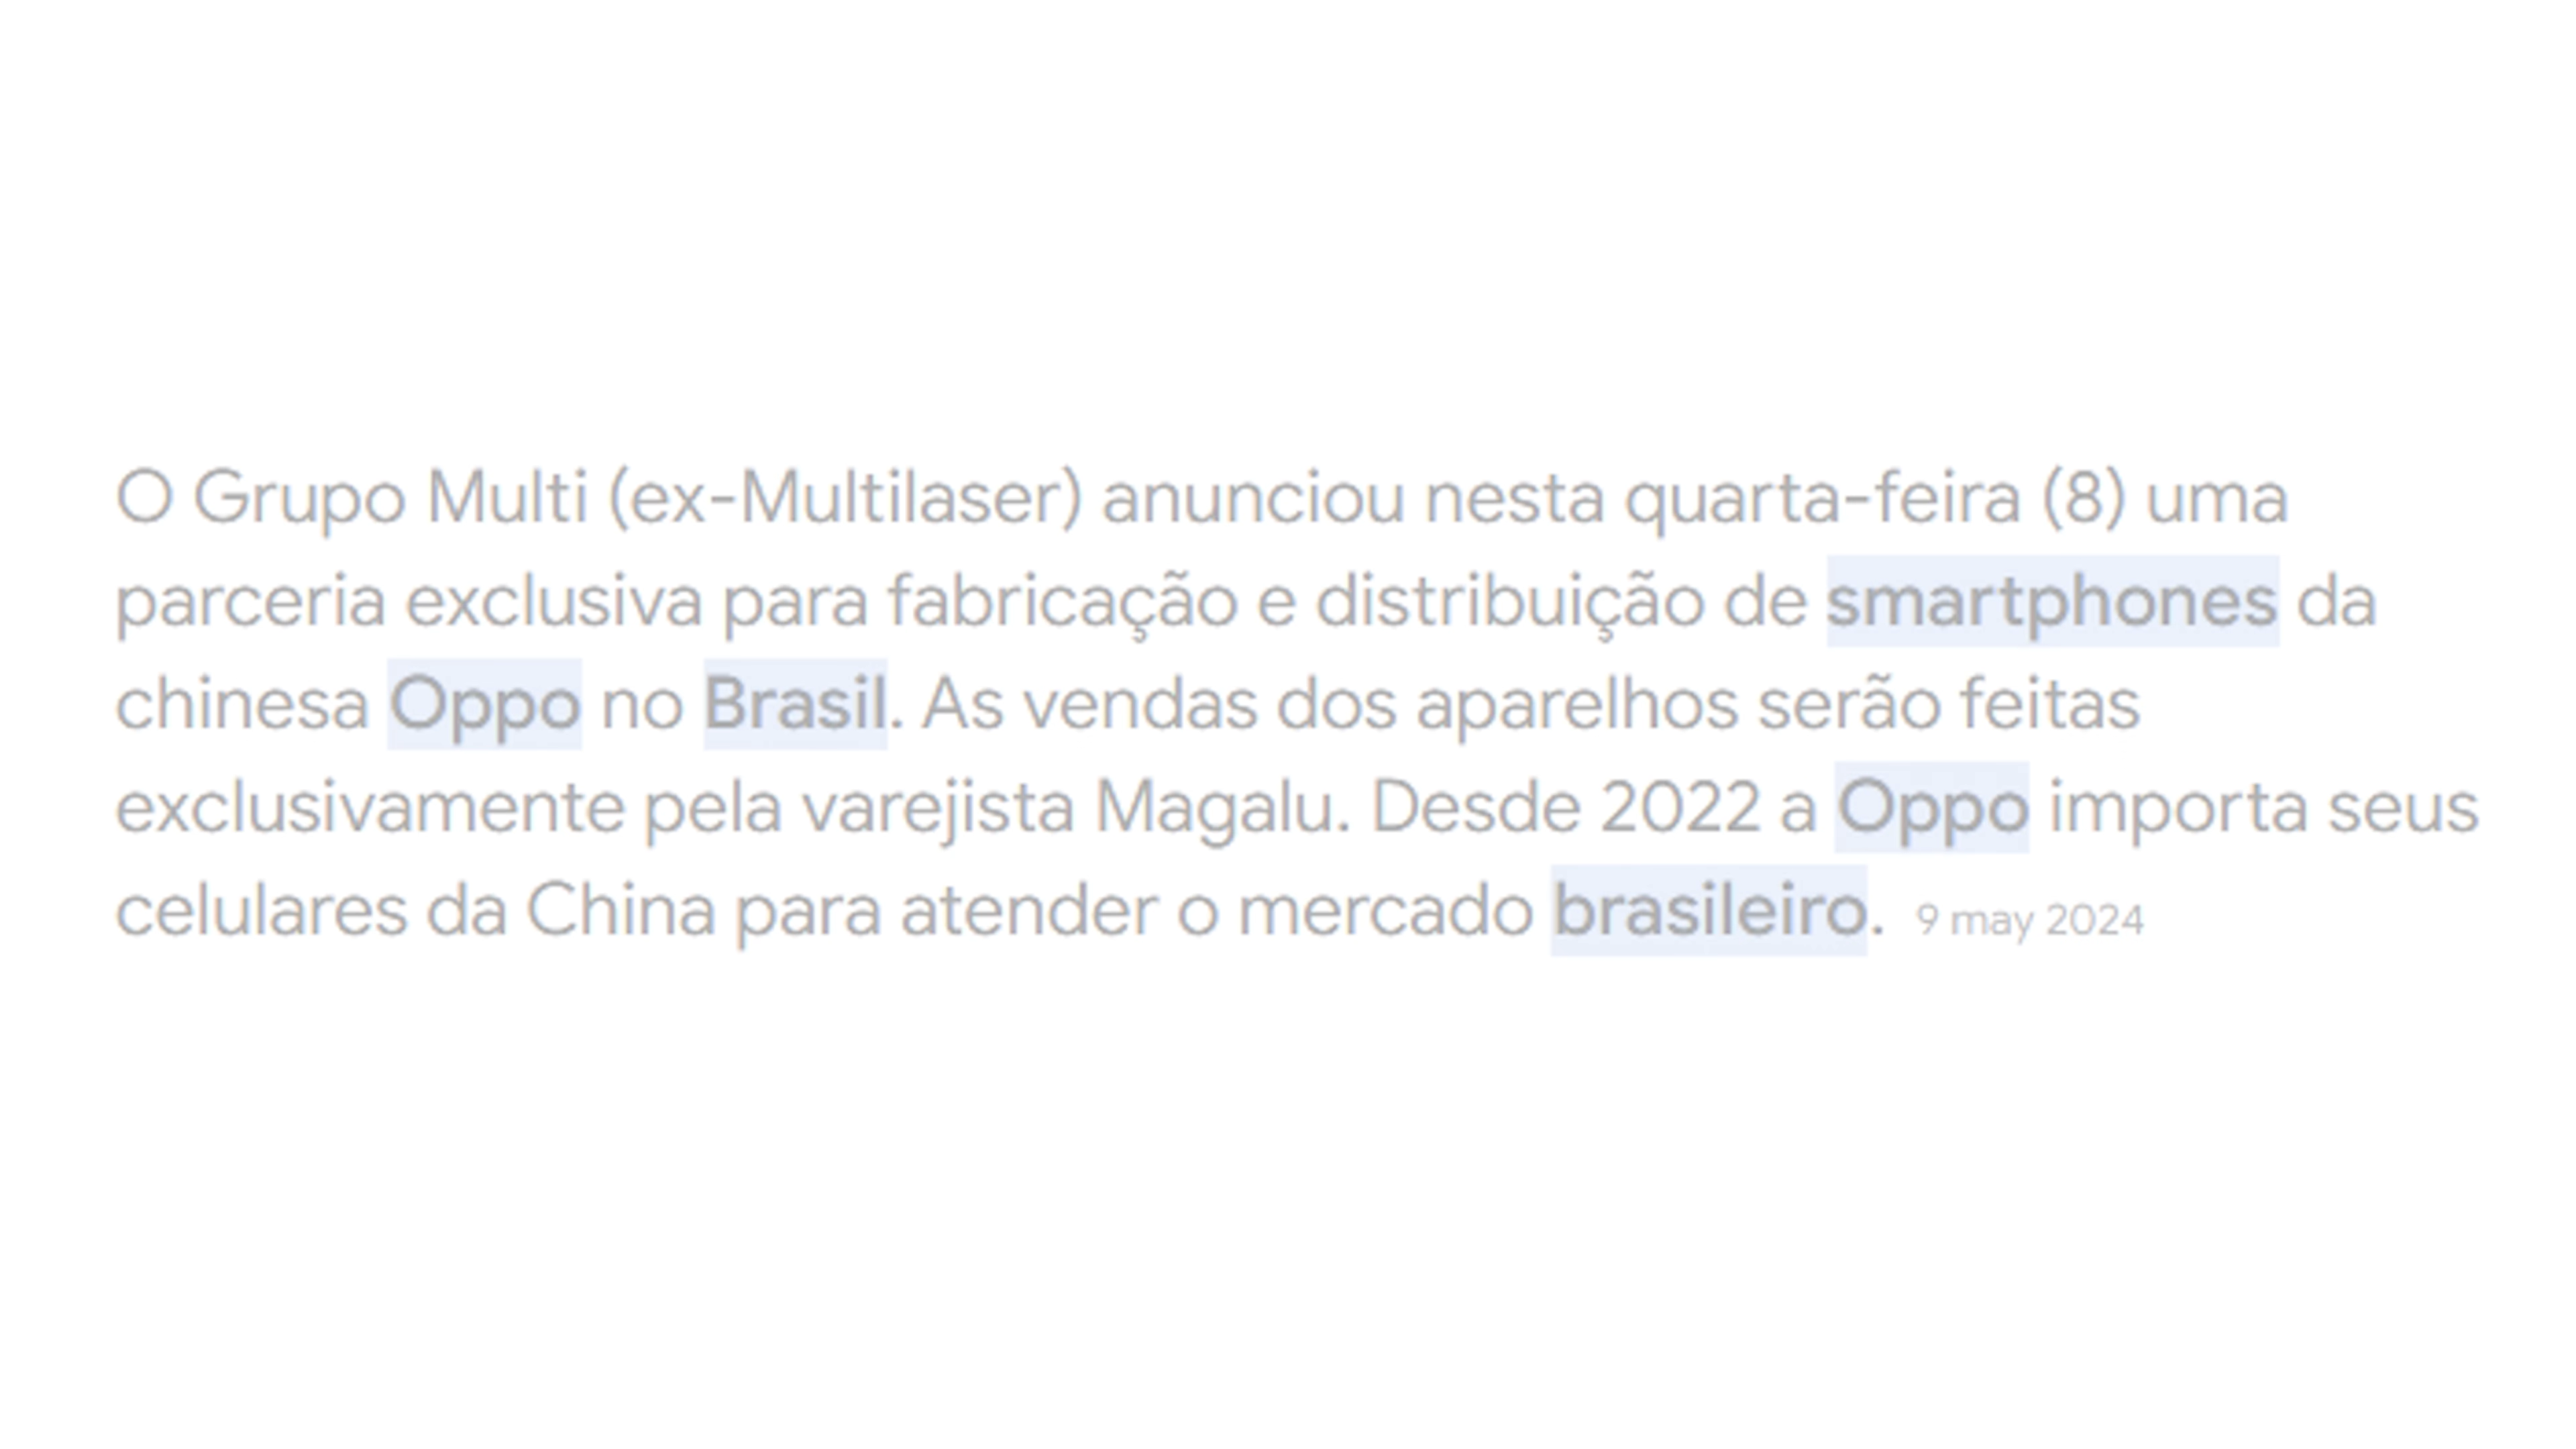 O Grupo Multi (ex-Multilaser) anunciou nesta quarta-feira (8) uma
parceria exclusiva para fabricação e distribuição de smartphones da
chinesa Oppo no Brasil. As vendas dos aparelhos serão feitas
exclusivamente pela varejista Magalu. Desde 2022 a Oppo importa seus
celulares da China para atender o mercado brasileiro. 9 may 2024